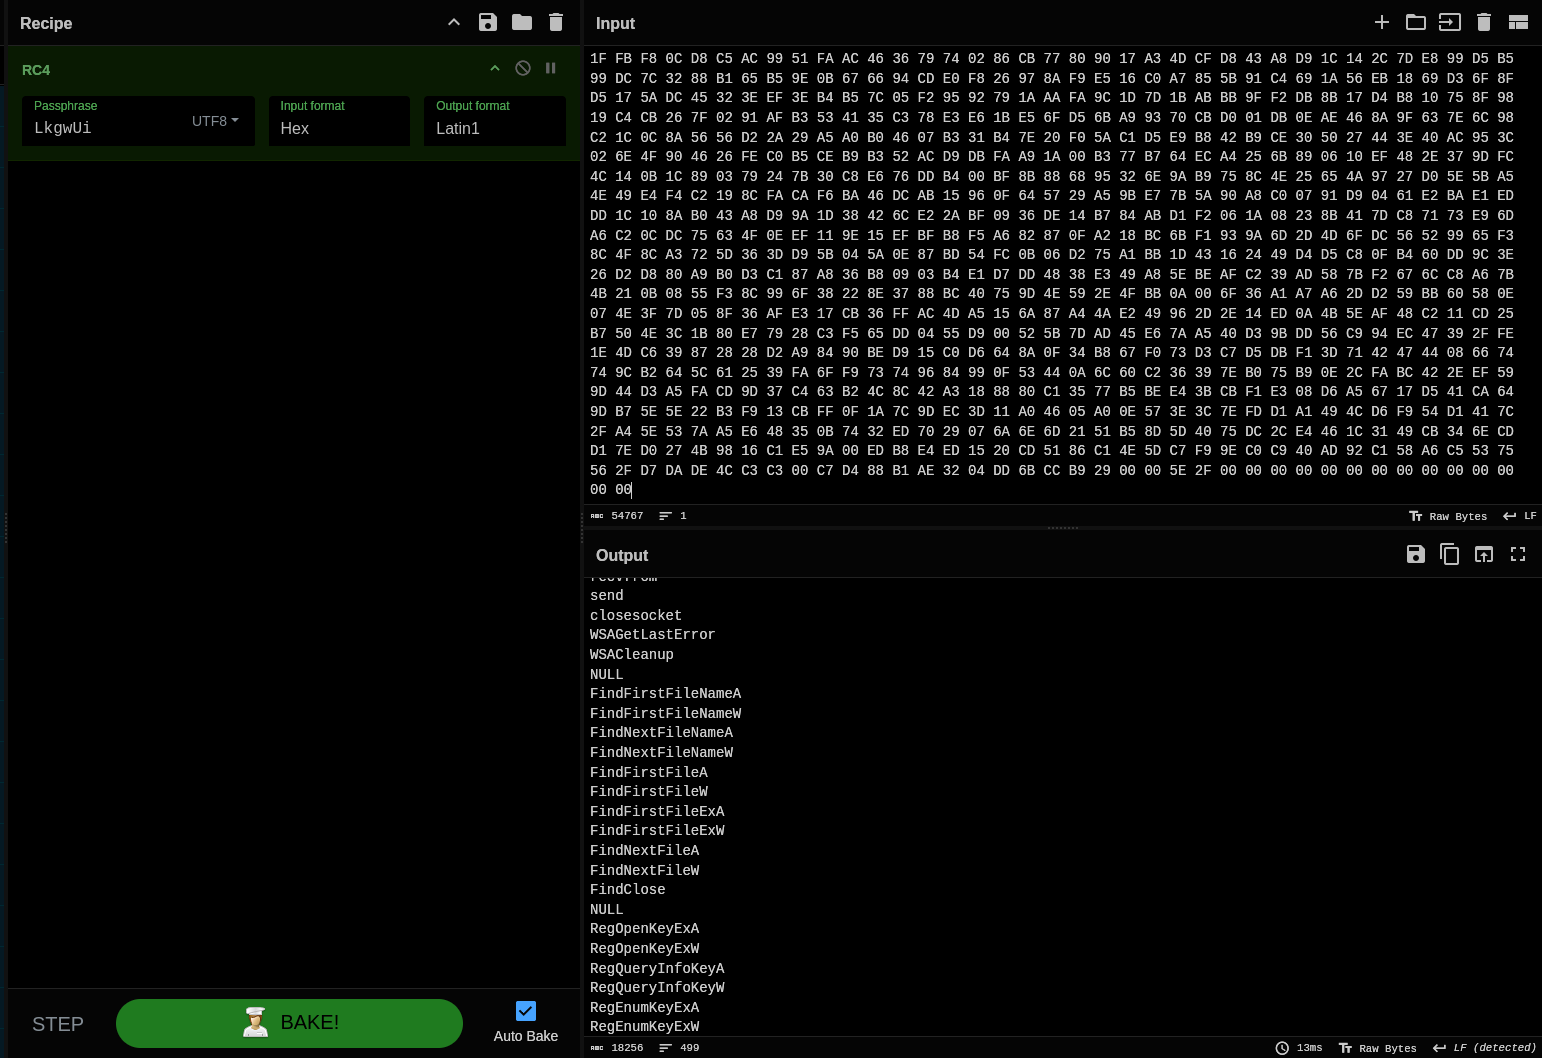 Recipe
RC4
Passphrase
LkgwUi
UTF8
Input format
Hex
Output format
Latin1
STEP
BAKE!
Auto Bake
Input
1F FB F8 0C D8 C5 AC 99 51 FA AC 46 36 79 74 02 86 CB 77 80 90 17 A3 4D CF D8 43 A8 D9 1C 14 2C 7D E8 99 D5 B5
99 DC 7C 32 88 B1 65 B5 9E 0B 67 66 94 CD E0 F8 26 97 8A F9 E5 16 C0 A7 85 5B 91 C4 69 1A 56 EB 18 69 D3 6F 8F
D5 17 5A DC 45 32 3E EF 3E B4 B5 7C 05 F2 95 92 79 1A AA FA 9C 1D 7D 1B AB BB 9F F2 DB 8B 17 D4 B8 10 75 8F 98
19 C4 CB 26 7F 02 91 AF B3 53 41 35 C3 78 E3 E6 1B E5 6F D5 6B A9 93 70 CB D0 01 DB 0E AE 46 8A 9F 63 7E 6C 98
C2 1C 0C 8A 56 56 D2 2A 29 A5 A0 B0 46 07 B3 31 B4 7E 20 F0 5A C1 D5 E9 B8 42 B9 CE 30 50 27 44 3E 40 AC 95 3C
02 6E 4F 90 46 26 FE C0 B5 CE B9 B3 52 AC D9 DB FA A9 1A 00 B3 77 B7 64 EC A4 25 6B 89 06 10 EF 48 2E 37 9D FC
4C 14 0B 1C 89 03 79 24 7B 30 C8 E6 76 DD B4 00 BF 8B 88 68 95 32 6E 9A B9 75 8C 4E 25 65 4A 97 27 D0 5E 5B A5
4E 49 E4 F4 C2 19 8C FA CA F6 BA 46 DC AB 15 96 0F 64 57 29 A5 9B E7 7B 5A 90 A8 C0 07 91 D9 04 61 E2 BA E1 ED
DD 1C 10 8A B0 43 A8 D9 9A 1D 38 42 6C E2 2A BF 09 36 DE 14 B7 84 AB D1 F2 06 1A 08 23 8B 41 7D C8 71 73 E9 6D
A6 C2 0C DC 75 63 4F 0E EF 11 9E 15 EF BF B8 F5 A6 82 87 0F A2 18 BC 6B F1 93 9A 6D 2D 4D 6F DC 56 52 99 65 F3
8C 4F 8C A3 72 5D 36 3D D9 5B 04 5A 0E 87 BD 54 FC 0B 06 D2 75 A1 BB 1D 43 16 24 49 D4 D5 C8 0F B4 60 DD 9C 3E
26 D2 D8 80 A9 B0 D3 C1 87 A8 36 B8 09 03 B4 E1 D7 DD 48 38 E3 49 A8 5E BE AF C2 39 AD 58 7B F2 67 6C C8 A6 7B
4B 21 0B 08 55 F3 8C 99 6F 38 22 8E 37 88 BC 40 75 9D 4E 59 2E 4F BB 0A 00 6F 36 A1 A7 A6 2D D2 59 BB 60 58 0E
07 4E 3F 7D 05 8F 36 AF E3 17 CB 36 FF AC 4D A5 15 6A 87 A4 4A E2 49 96 2D 2E 14 ED 0A 4B 5E AF 48 C2 11 CD 25
B7 50 4E 3C 1B 80 E7 79 28 C3 F5 65 DD 04 55 D9 00 52 5B 7D AD 45 E6 7A A5 40 D3 9B DD 56 C9 94 EC 47 39 2F FE
1E 4D C6 39 87 28 28 D2 A9 84 90 BE D9 15 C0 D6 64 8A 0F 34 B8 67 F0 73 D3 C7 D5 DB F1 3D 71 42 47 44 08 66 74
74 9C B2 64 5C 61 25 39 FA 6F F9 73 74 96 84 99 0F 53 44 0A 6C 60 C2 36 39 7E B0 75 B9 0E 2C FA BC 42 2E EF 59
9D 44 D3 A5 FA CD 9D 37 C4 63 B2 4C 8C 42 A3 18 88 80 C1 35 77 B5 BE E4 3B CB F1 E3 08 D6 A5 67 17 D5 41 CA 64
9D B7 5E 5E 22 B3 F9 13 CB FF 0F 1A 7C 9D EC 3D 11 A0 46 05 A0 0E 57 3E 3C 7E FD D1 A1 49 4C D6 F9 54 D1 41 7C
2F A4 5E 53 7A A5 E6 48 35 0B 74 32 ED 70 29 07 6A 6E 6D 21 51 B5 8D 5D 40 75 DC 2C E4 46 1C 31 49 CB 34 6E CD
D1 7E D0 27 4B 98 16 C1 E5 9A 00 ED B8 E4 ED 15 20 CD 51 86 C1 4E 5D C7 F9 9E C0 C9 40 AD 92 C1 58 A6 C5 53 75
56 2F D7 DA DE 4C C3 C3 00 C7 D4 88 B1 AE 32 04 DD 6B CC B9 29 00 00 5E 2F 00 00 00 00 00 00 00 00 00 00 00 00
00 00
54767 1 Raw Bytes LF
Output
send
closesocket
WSAGetLastError
WSACleanup
NULL
FindFirstFileNameA
FindFirstFileNameW
FindNextFileNameA
FindNextFileNameW
FindFirstFileA
FindFirstFileW
FindFirstFileExA
FindFirstFileExW
FindNextFileA
FindNextFileW
FindClose
NULL
RegOpenKeyExA
RegOpenKeyExW
RegQueryInfoKeyA
RegQueryInfoKeyW
RegEnumKeyExA
RegEnumKeyExW
18256 499 13ms Raw Bytes LF (detected)